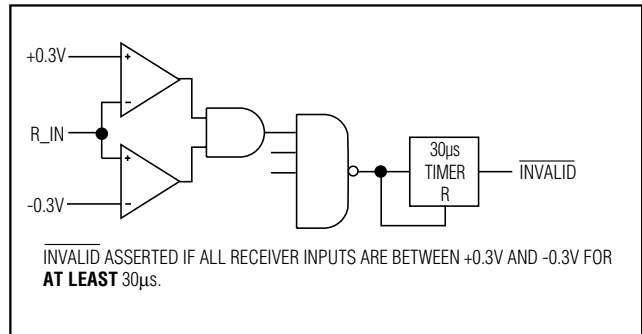 +0.3V
R_IN
-0.3V
+
-
+
-
30µs
TIMER
R
INVALID
INVALID ASSERTED IF ALL RECEIVER INPUTS ARE BETWEEN +0.3V AND -0.3V FOR
AT LEAST 30µs.